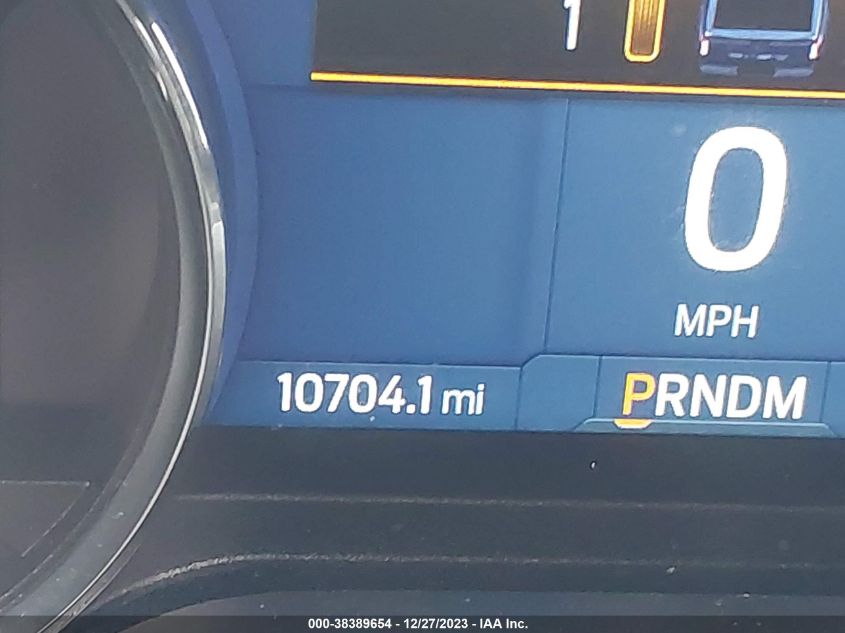 1
0
MPH
10704.1 mi
PRNDM
000-38389654 - 12/27/2023 - IAA Inc.